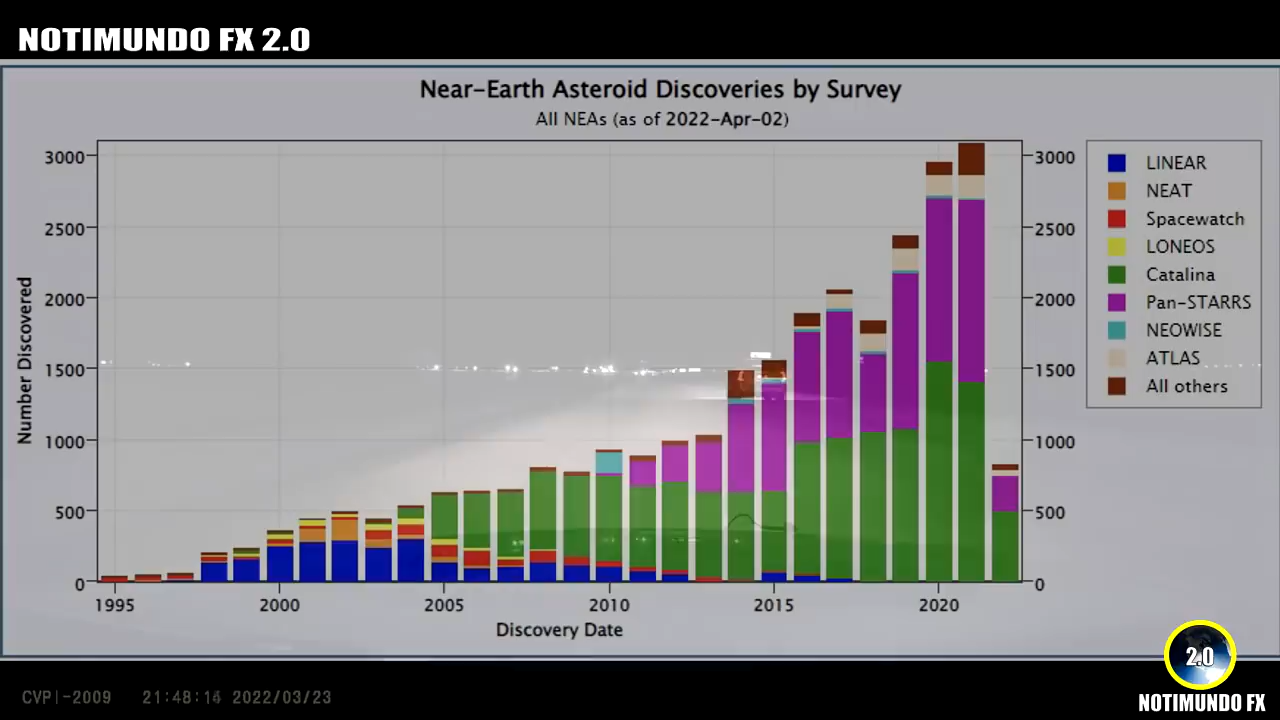 NOTIMUNDO FX 2.0
Near-Earth Asteroid Discoveries by Survey
All NEAs (as of 2022-Apr-02)
3000
2500
2000
1500
1000
500
0
Number Discovered
3000
2500
2000
1500
1000
500
0
LINEAR
NEAT
Spacewatch
LONEOS
Catalina
Pan-STARRS
NEOWISE
ATLAS
All others
1995 2000 2005 2010 2015 2020
Discovery Date
2.0
CVP|-2009 21:48:14 2022/03/23
NOTIMUNDO FX